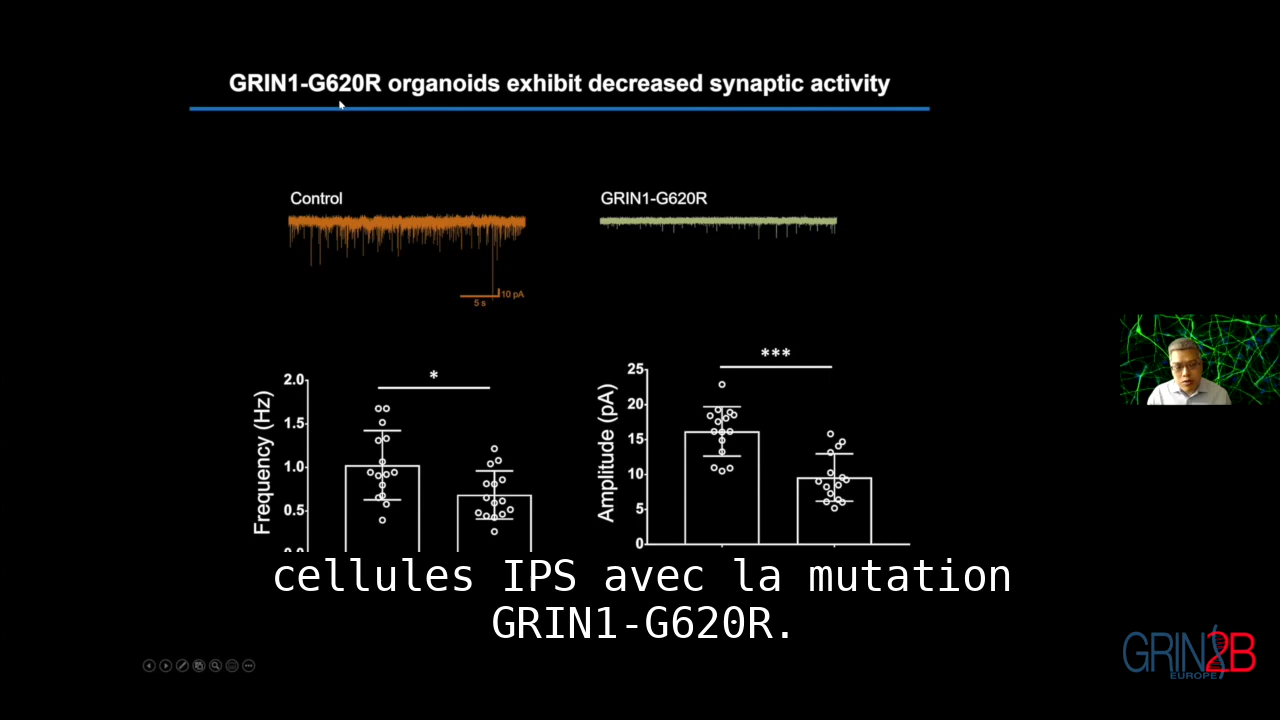 GRIN1-G620R organoids exhibit decreased synaptic activity
Control
GRIN1-G620R
10 pA
5 s
*
***
Frequency (Hz)
2.0
1.5
1.0
0.5
Amplitude (pA)
25
20
15
10
5
0
cellules IPS avec la mutation
GRIN1-G620R.
GRIN2B
EUROPE